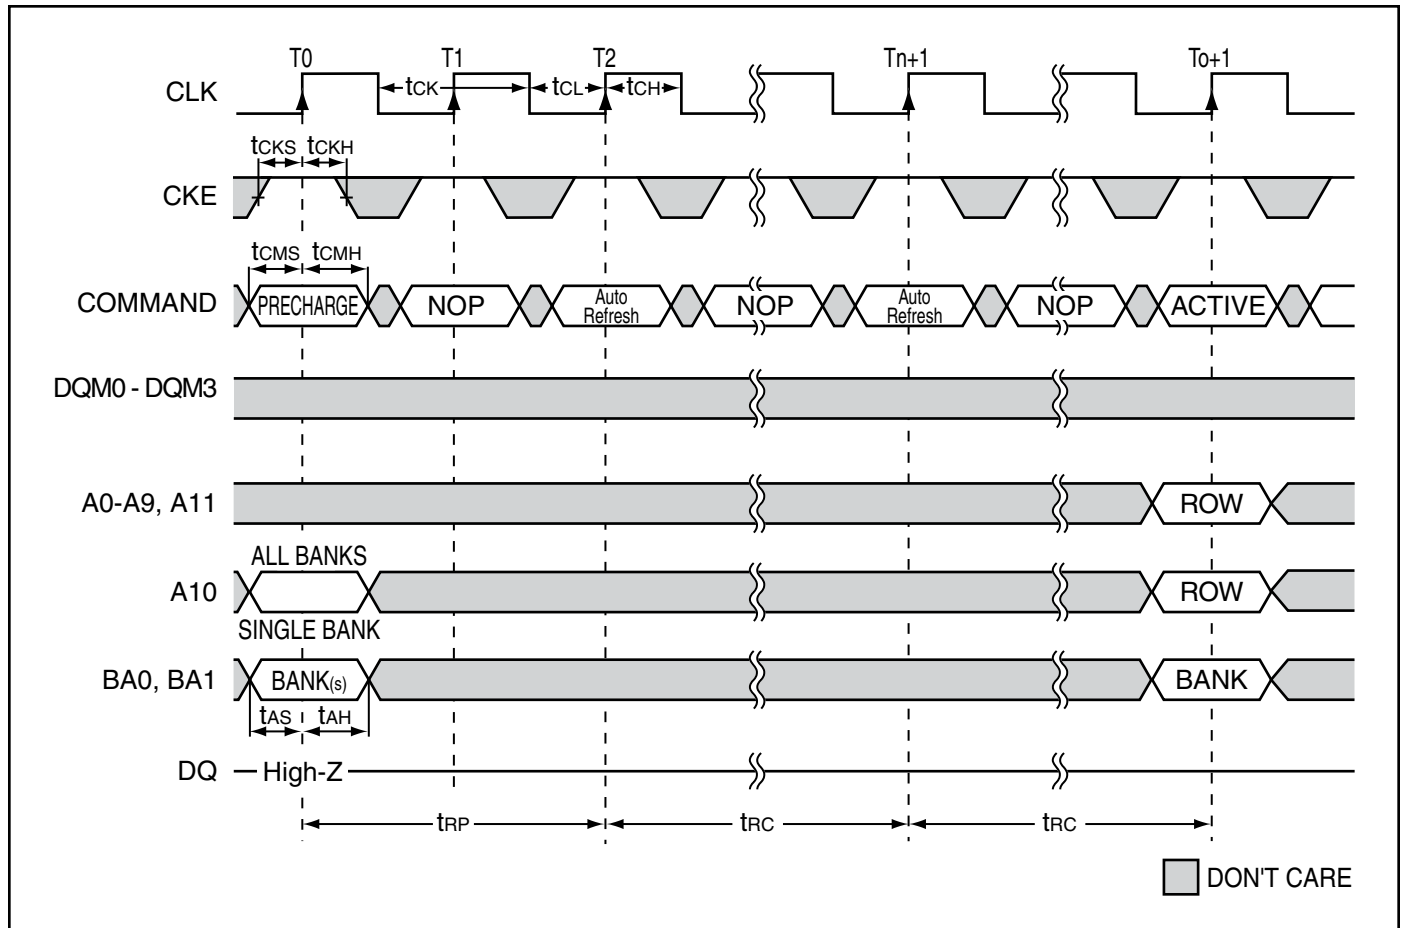 T0 T1 T2 Tn+1 To+1
CLK tCK tCL tCH
tCKS tCKH
CKE
tCMS tCMH
COMMAND PRECHARGE NOP Auto Refresh NOP Auto Refresh NOP ACTIVE
DQM0 - DQM3
A0-A9, A11 ROW
ALL BANKS
A10 ROW
SINGLE BANK
BA0, BA1 BANK(s) BANK
tAS tAH
DQ High-Z
tRP tRC tRC
DON'T CARE